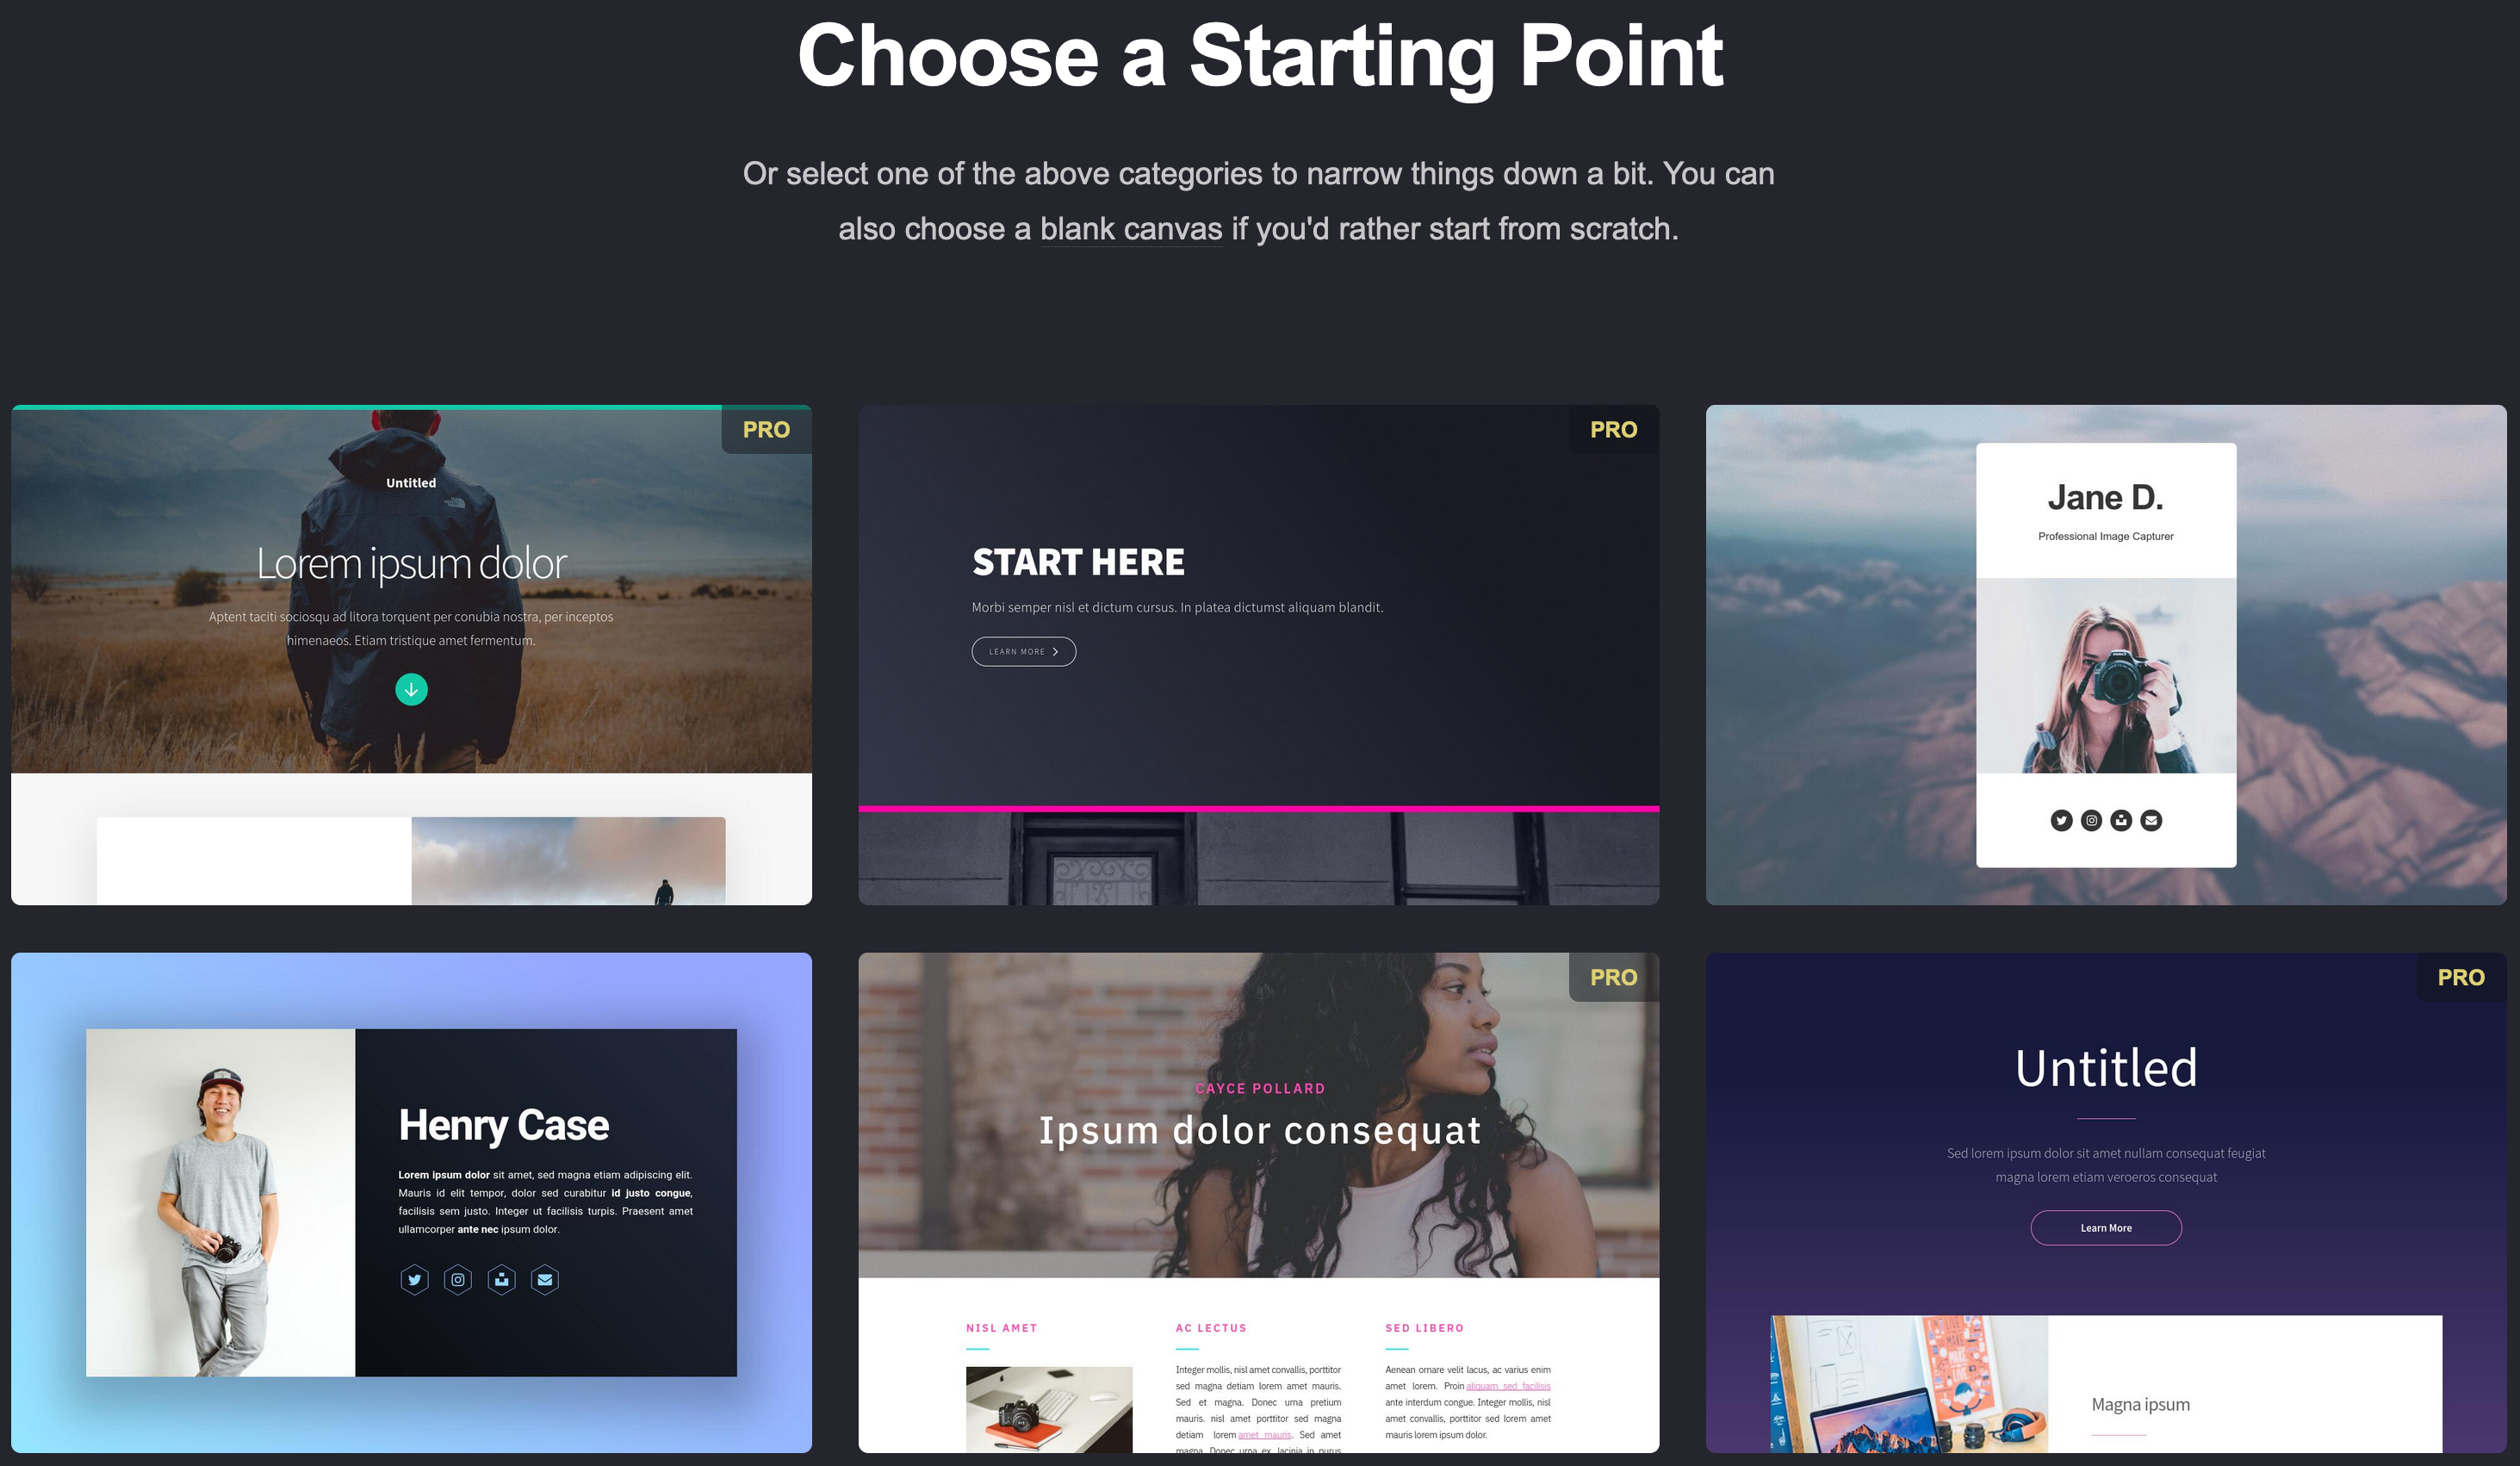 Choose a Starting Point
Or select one of the above categories to narrow things down a bit. You can
also choose a blank canvas if you'd rather start from scratch.
PRO
Untitled
Lorem ipsum dolor
Aptent taciti sociosqu ad litora torquent per conubia nostra, per inceptos
himenaeos. Etiam tristique amet fermentum.
PRO
START HERE
Morbi semper nisl et dictum cursus. In platea dictumst aliquam blandit.
LEARN MORE
Jane D.
Professional Image Capturer
Henry Case
Lorem ipsum dolor sit amet, sed magna etiam adipiscing elit.
Mauris id elit tempor, dolor sed curabitur id justo congue,
facilisis sem justo. Integer ut facilisis turpis. Praesent amet
ullamcorper ante nec ipsum dolor.
PRO
CAYCE POLLARD
Ipsum dolor consequat
NISL AMET
AC LECTUS
Integer mollis, nisl amet convallis, porttitor
sed magna detiam lorem amet mauris.
Sed et magna. Donec urna pretium
mauris. nisl amet porttitor sed magna
detiam lorem amet mauris. Sed amet
magna. Donec urna ex, lacinia in purus
SED LIBERO
Aenean ornare velit lacus, ac varius enim
amet lorem. Proin aliquam sed facilisis
ante interdum congue. Integer mollis, nisl
amet convallis, porttitor sed lorem amet
mauris lorem ipsum dolor.
PRO
Untitled
Sed lorem ipsum dolor sit amet nullam consequat feugiat
magna lorem etiam veroeros consequat
Learn More
Magna ipsum